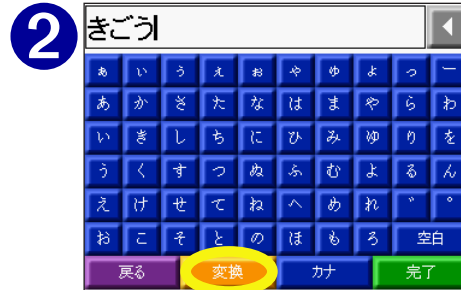 2
きごう
ぁ ぃ ぅ ぇ ぉ ゃ ゅ ょ っ ー
あ か さ た な は ま や ら わ
い き し ち に ひ み ゆ り を
う く す つ ぬ ふ む よ る ん
え け せ て ね へ め れ ゛ ゜
お こ そ と の ほ も ろ 空白
戻る 変換 カナ 完了